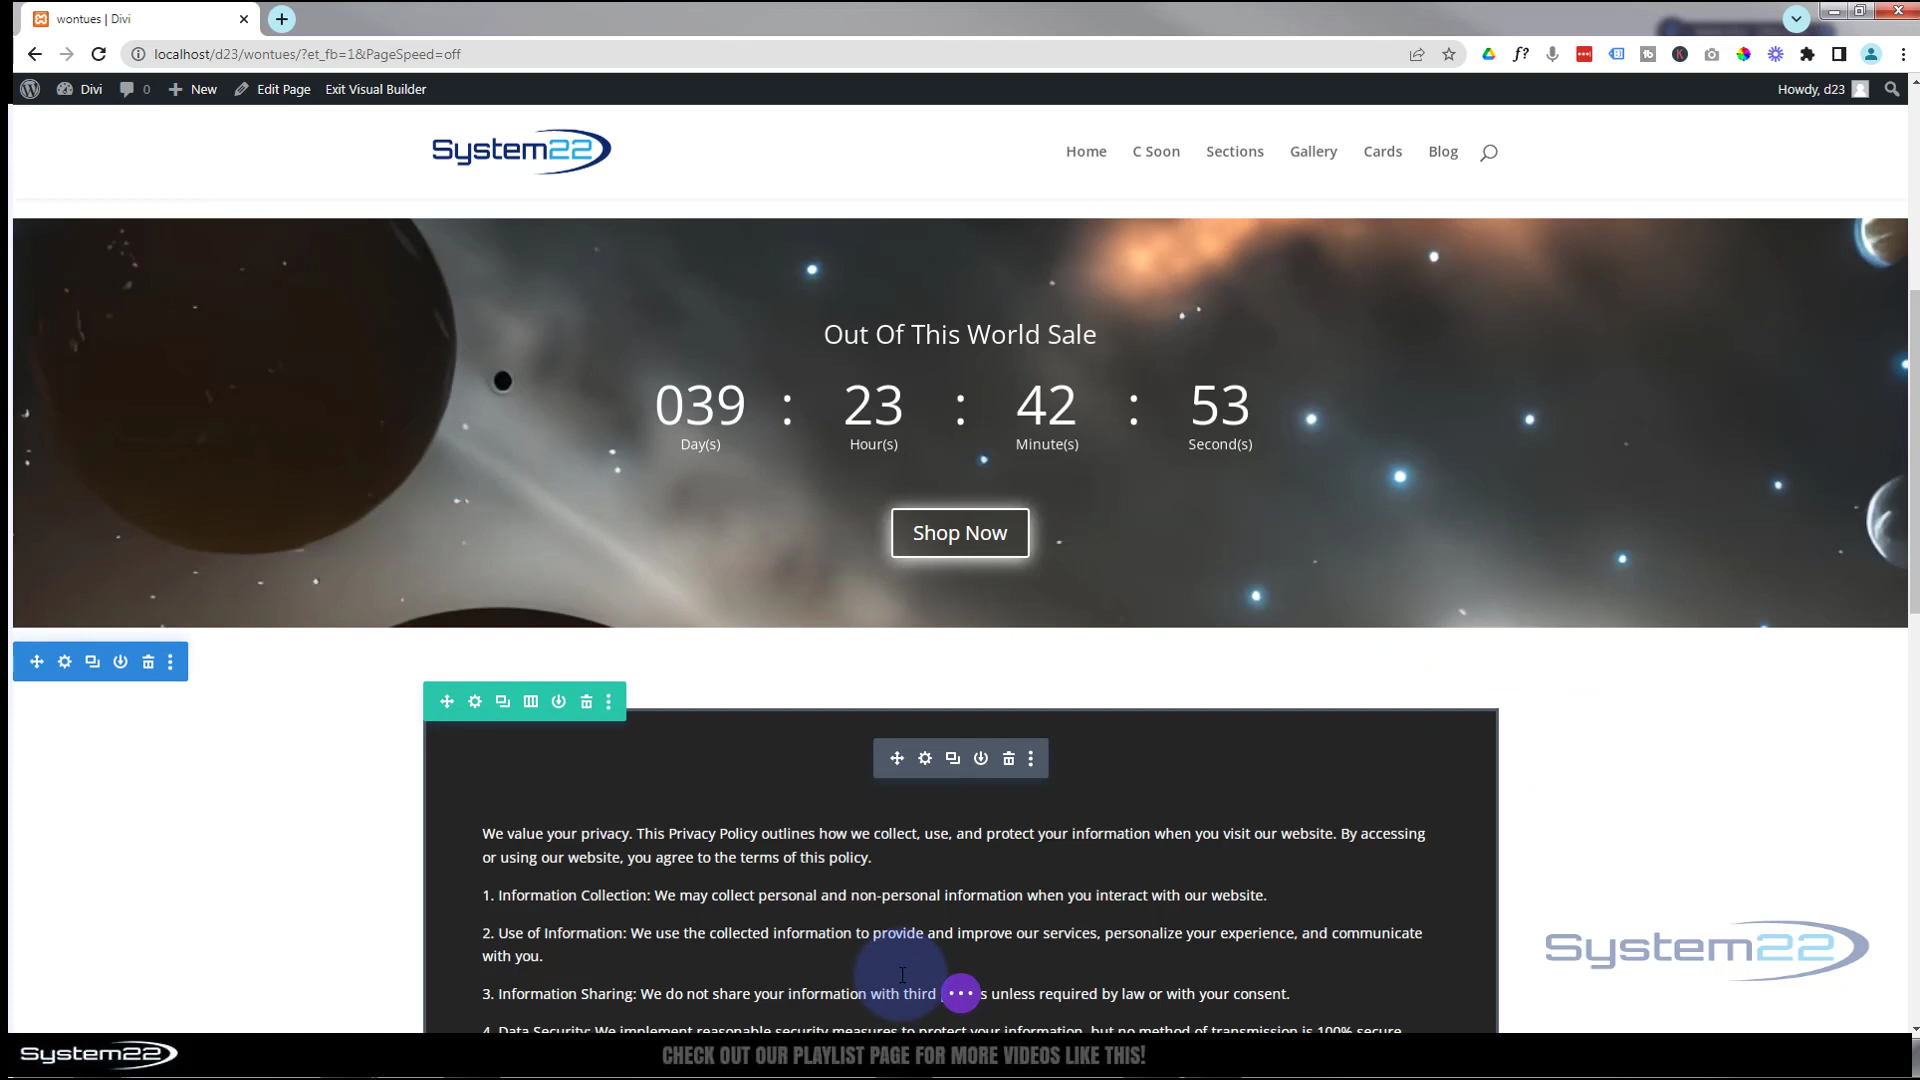 wontues | Divi
localhost/d23/wontues/?et_fb=1&PageSpeed=off
Divi 0 New Edit Page Exit Visual Builder Howdy, d23
System22
Home C Soon Sections Gallery Cards Blog
Out Of This World Sale
039 : 23 : 42 : 53
Day(s) Hour(s) Minute(s) Second(s)
Shop Now
We value your privacy. This Privacy Policy outlines how we collect, use, and protect your information when you visit our website. By accessing
or using our website, you agree to the terms of this policy.
1. Information Collection: We may collect personal and non-personal information when you interact with our website.
2. Use of Information: We use the collected information to provide and improve our services, personalize your experience, and communicate
with you.
System22
3. Information Sharing: We do not share your information with third unless required by law or with your consent.
4. Data Security: We implement reasonable security measures to protect your information, but no method of transmission is 100% secure
System22
CHECK OUT OUR PLAYLIST PAGE FOR MORE VIDEOS LIKE THIS!